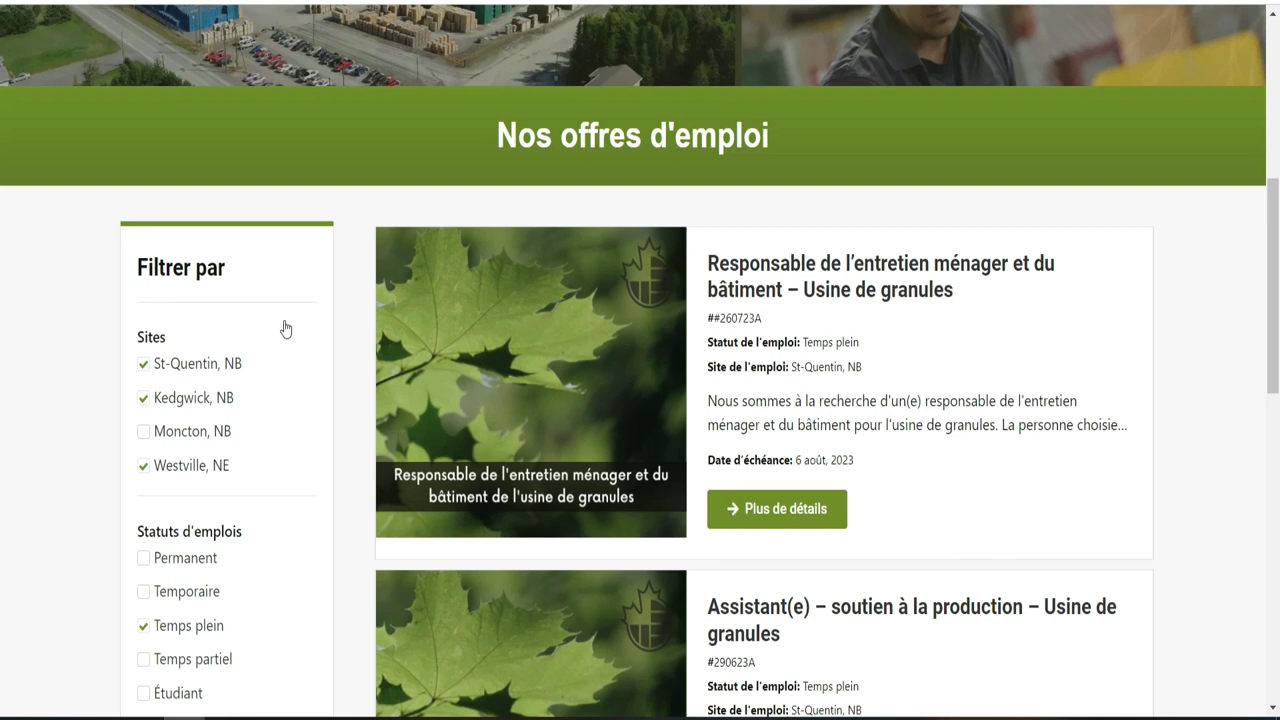 Nos offres d'emploi
Filtrer par
Sites
St-Quentin, NB
Kedgwick, NB
Moncton, NB
Westville, NE
Statuts d'emplois
Permanent
Temporaire
Temps plein
Temps partiel
Étudiant
Responsable de l'entretien ménager et du
bâtiment de l'usine de granules
Responsable de l’entretien ménager et du
bâtiment – Usine de granules
##260723A
Statut de l'emploi: Temps plein
Site de l'emploi: St-Quentin, NB
Nous sommes à la recherche d'un(e) responsable de l'entretien
ménager et du bâtiment pour l'usine de granules. La personne choisie...
Date d’échéance: 6 août, 2023
→ Plus de détails
Assistant(e) – soutien à la production – Usine de
granules
#290623A
Statut de l'emploi: Temps plein
Site de l'emploi: St-Quentin, NB